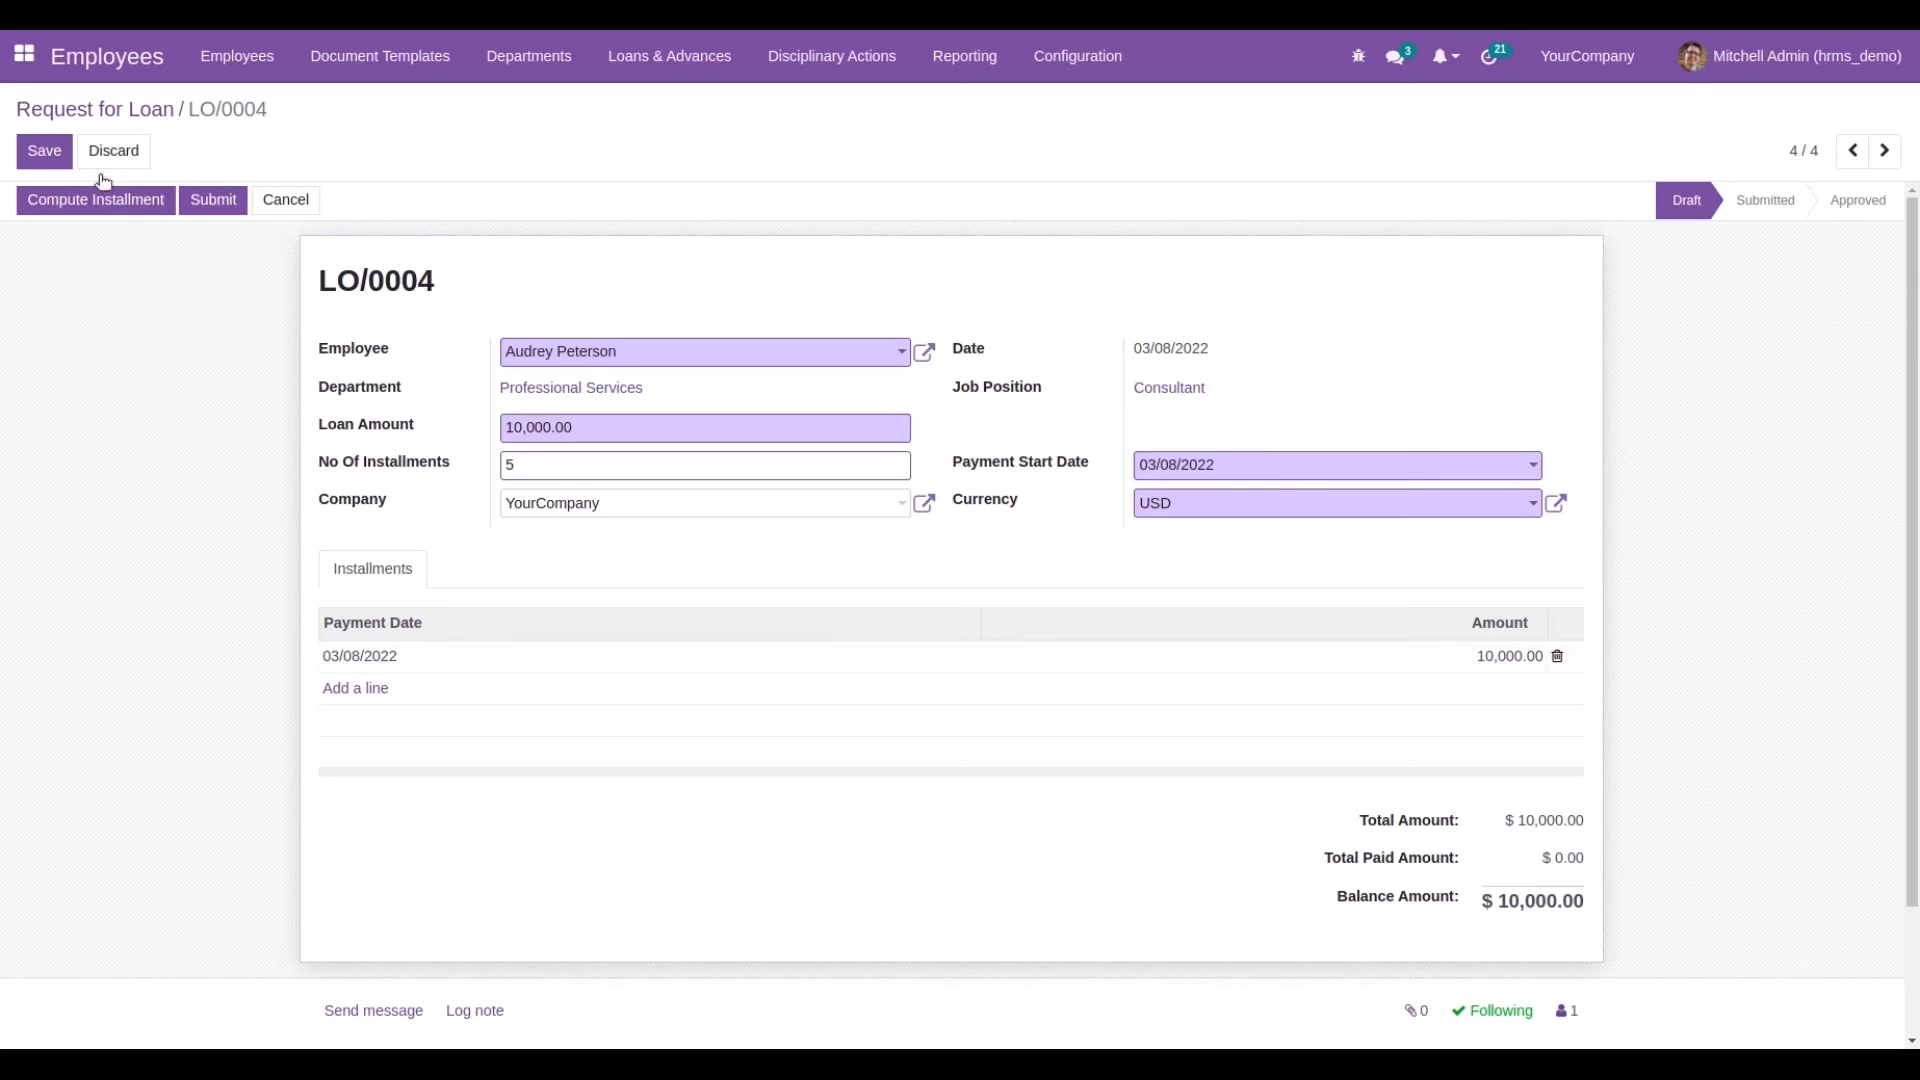 Employees Employees Document Templates Departments Loans & Advances Disciplinary Actions Reporting Configuration 3 21 YourCompany Mitchell Admin (hrms_demo)
Request for Loan / LO/0004
Save Discard 4 / 4
Compute Installment Submit Cancel Draft Submitted Approved
LO/0004
Employee Audrey Peterson Date 03/08/2022
Department Professional Services Job Position Consultant
Loan Amount 10,000.00
No Of Installments 5 Payment Start Date 03/08/2022
Company YourCompany Currency USD
Installments
Payment Date Amount
03/08/2022 10,000.00
Add a line
Total Amount: $ 10,000.00
Total Paid Amount: $ 0.00
Balance Amount: $ 10,000.00
Send message Log note 0 Following 1